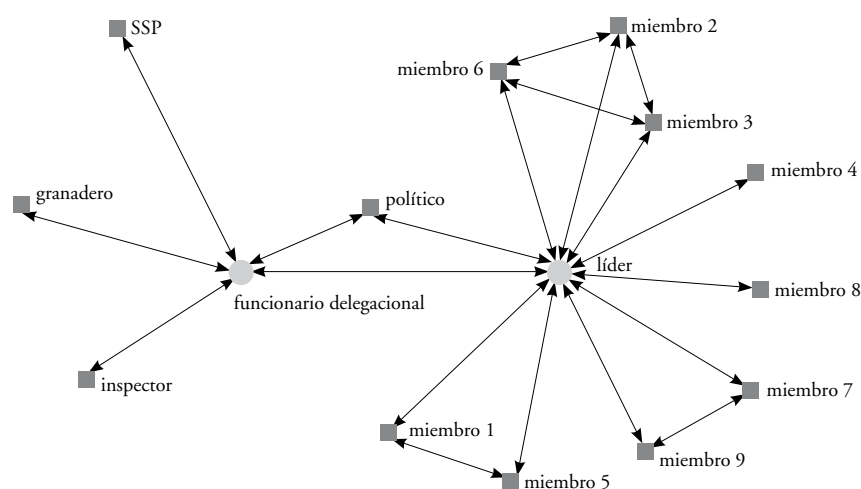 SSP
miembro 2
miembro 6
miembro 3
miembro 4
granadero
político
líder
miembro 8
funcionario delegacional
inspector
miembro 7
miembro 1
miembro 9
miembro 5